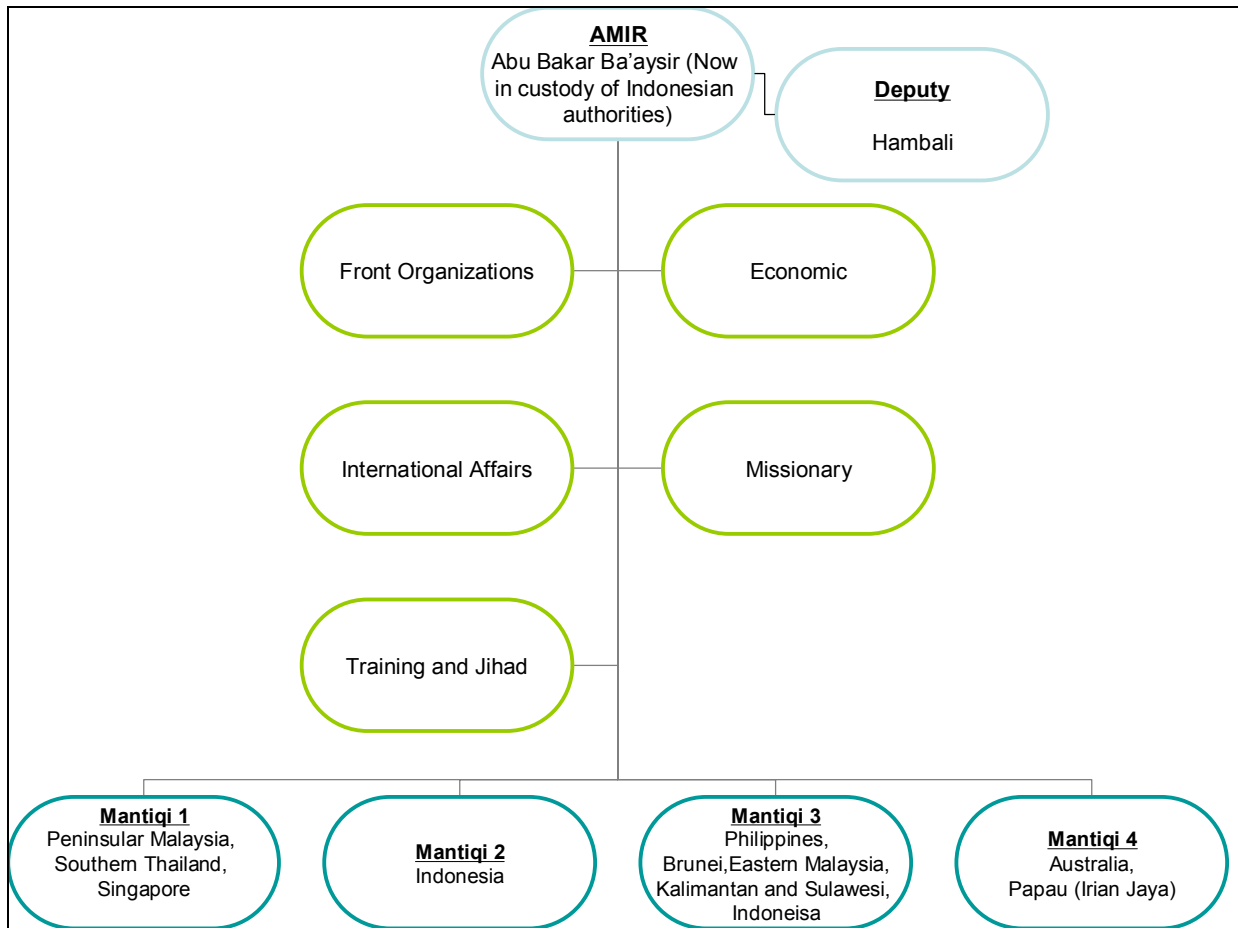 AMIR
Abu Bakar Ba’aysir (Now
in custody of Indonesian
authorities)
Deputy
Hambali
Front Organizations
Economic
International Affairs
Missionary
Training and Jihad
Mantiqi 1
Peninsular Malaysia,
Southern Thailand,
Singapore
Mantiqi 2
Indonesia
Mantiqi 3
Philippines,
Brunei,Eastern Malaysia,
Kalimantan and Sulawesi,
Indoneisa
Mantiqi 4
Australia,
Papau (Irian Jaya)